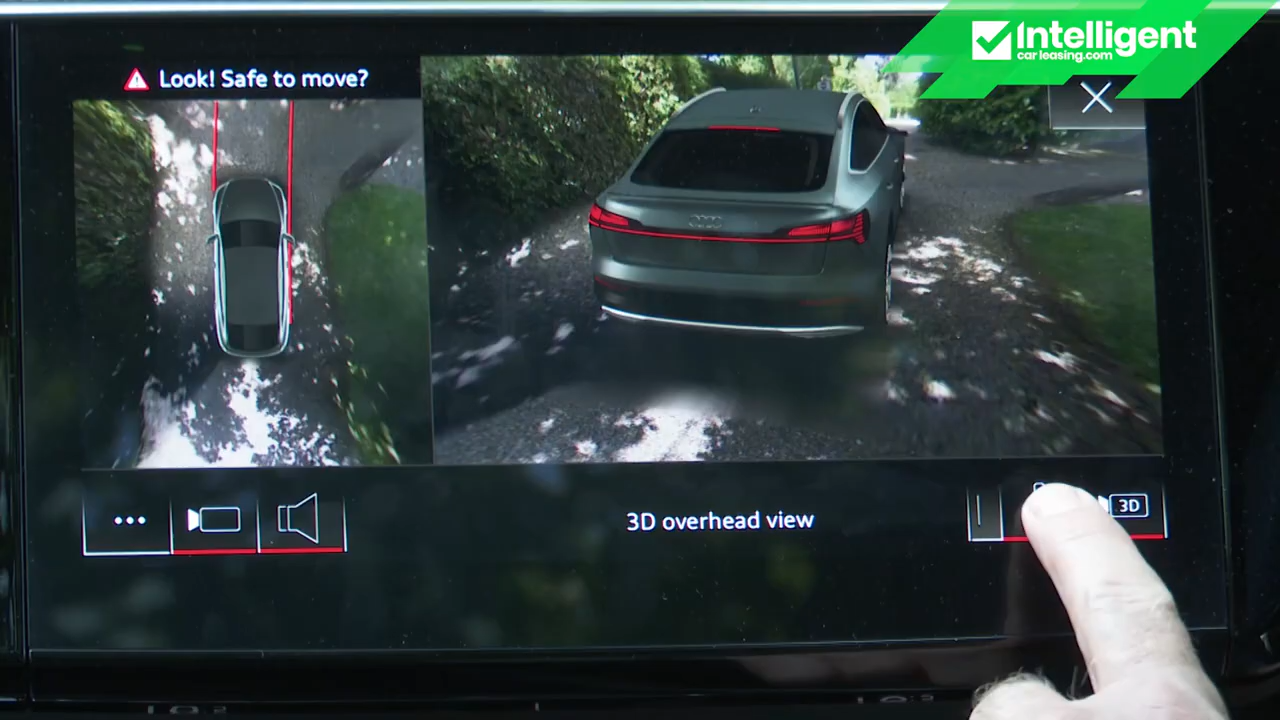 Intelligent
carleasing.com
Look! Safe to move?
3D overhead view
3D